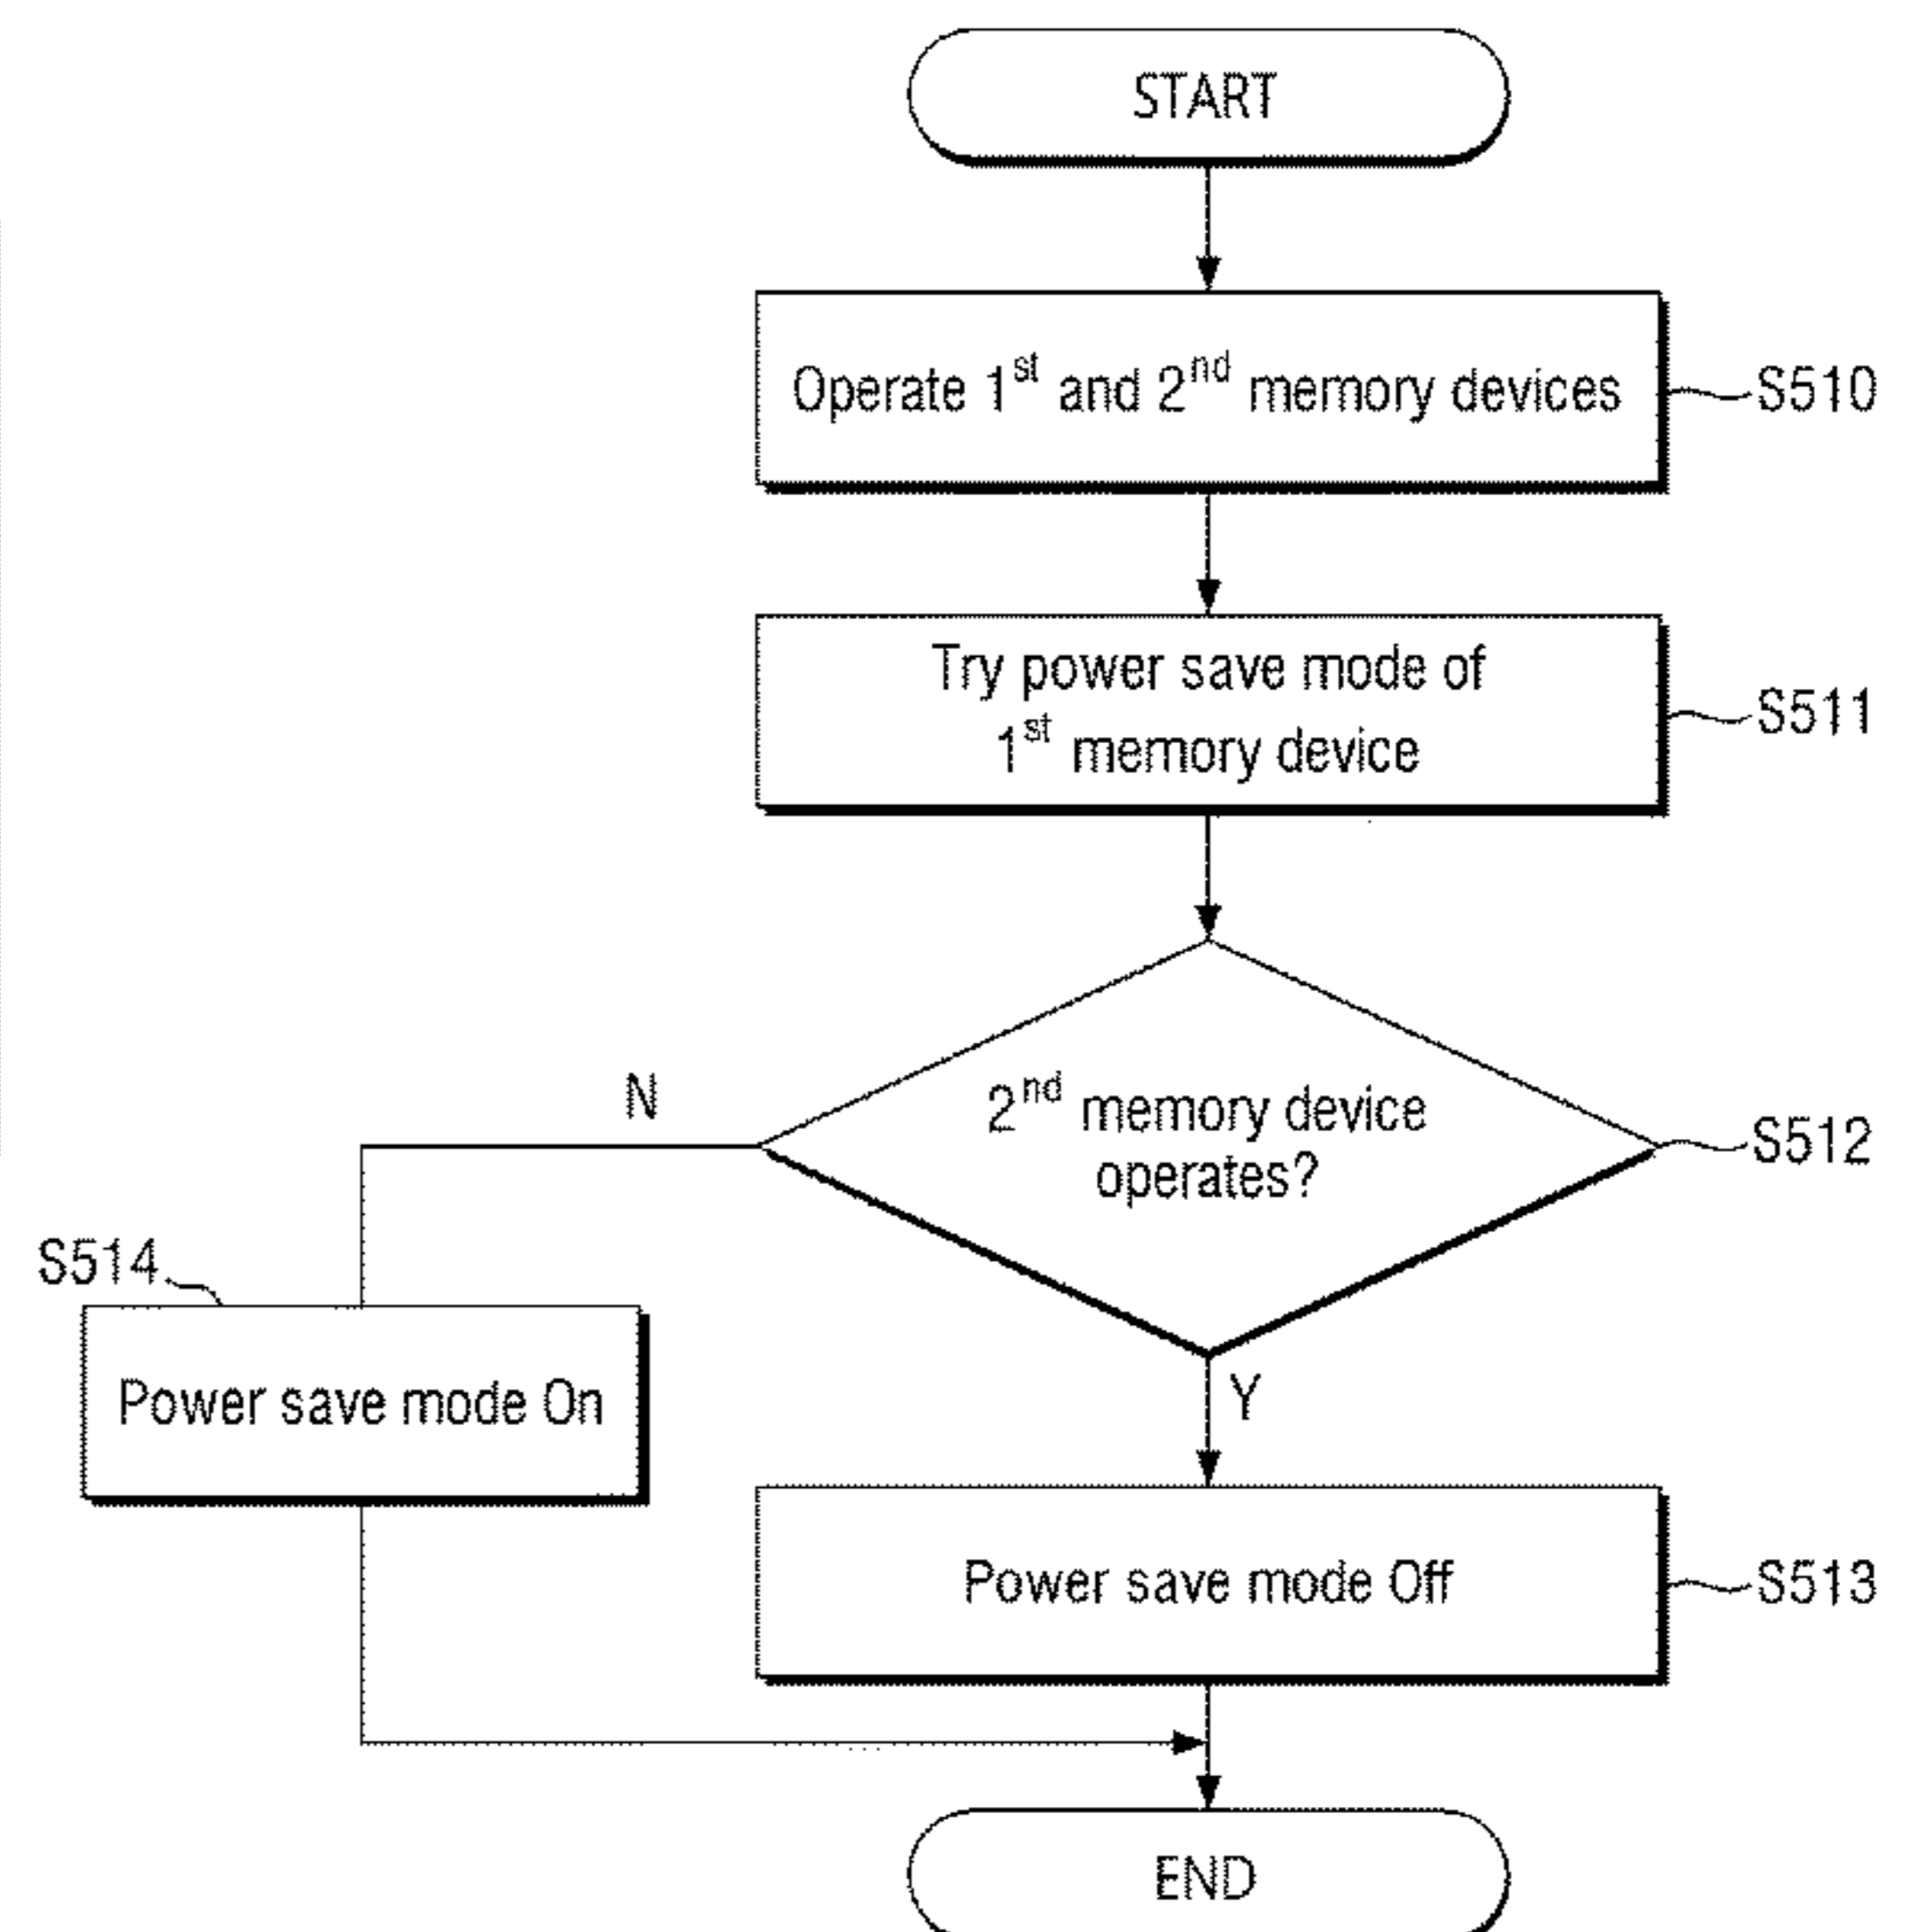 START
Operate 1st and 2nd memory devices
S510
Try power save mode of
1st memory device
S511
2nd memory device
operates?
S512
N
S514
Power save mode On
Y
Power save mode Off
S513
END